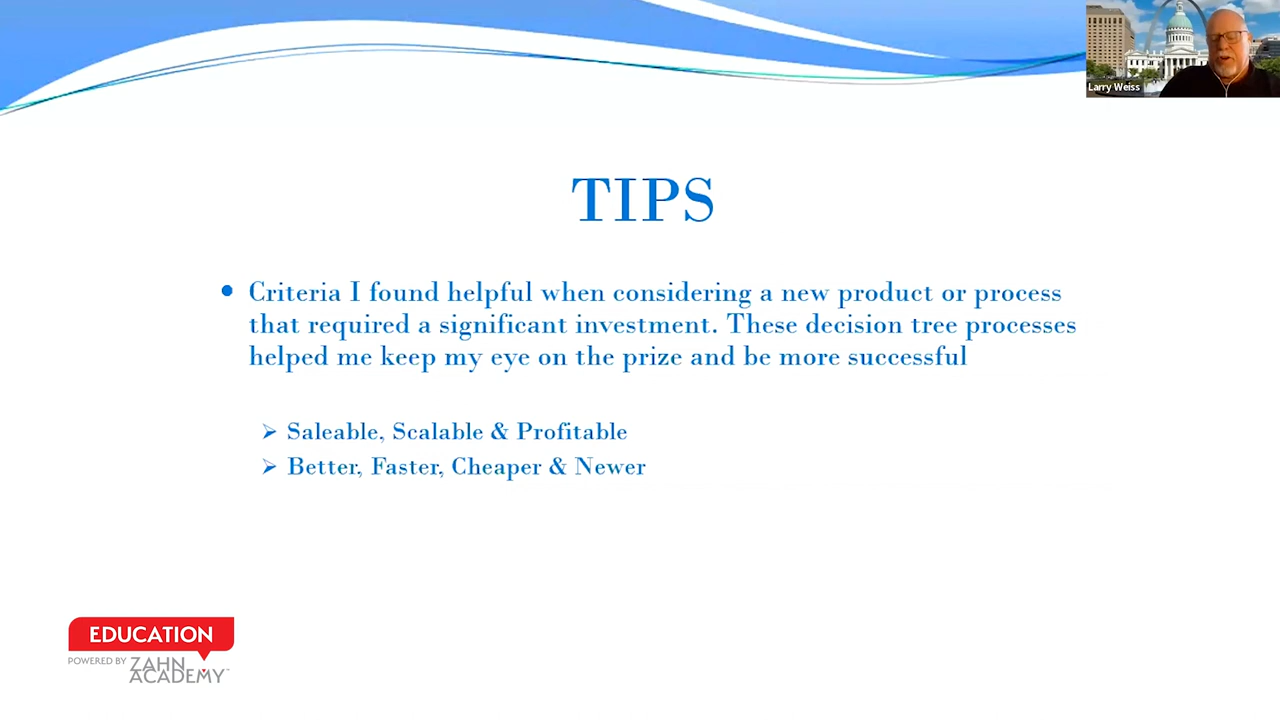 Larry Weiss
TIPS
• Criteria I found helpful when considering a new product or process
that required a significant investment. These decision tree processes
helped me keep my eye on the prize and be more successful
➢ Saleable, Scalable & Profitable
➢ Better, Faster, Cheaper & Newer
EDUCATION
POWERED BY ZAHN
ACADEMY™